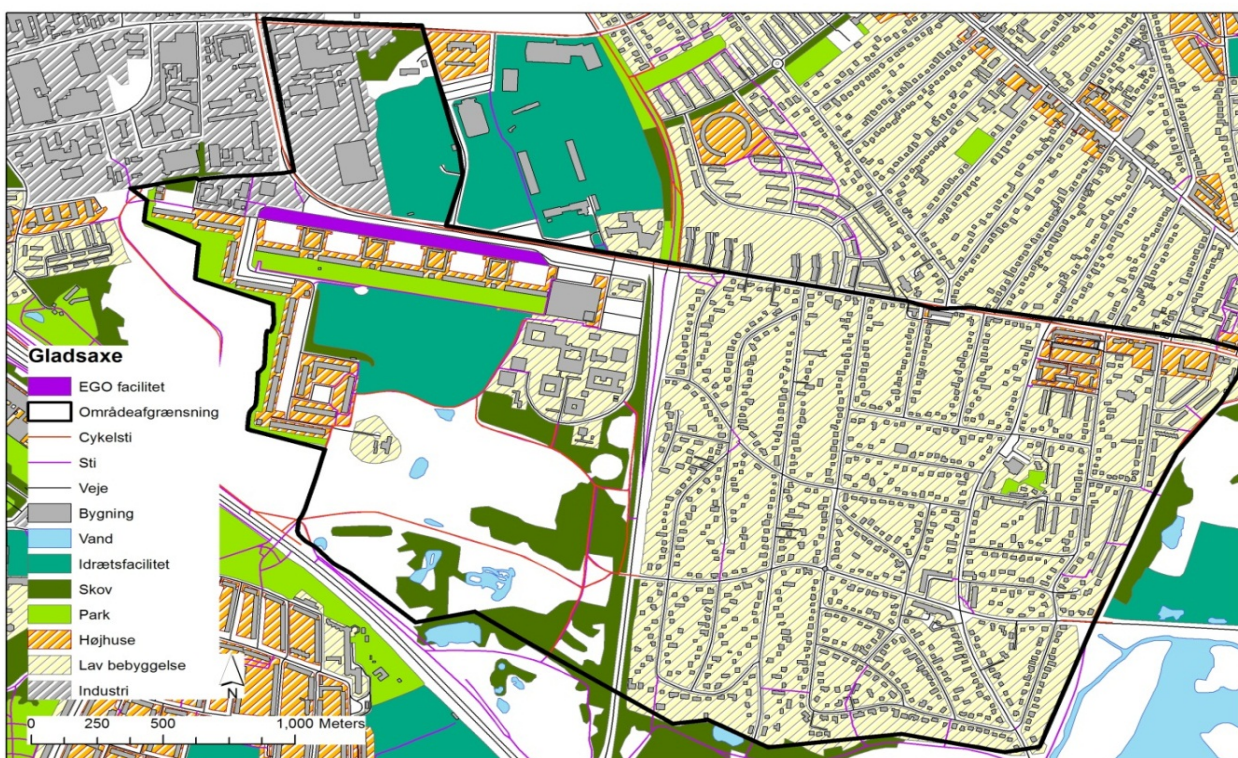 Gladsaxe
EGO facilitet
Områdeafgrænsning
Cykelsti
Sti
Veje
Bygning
Vand
Idrætsfacilitet
Skov
Park
Højhuse
Lav bebyggelse
Industri
N
0 250 500 1,000 Meters